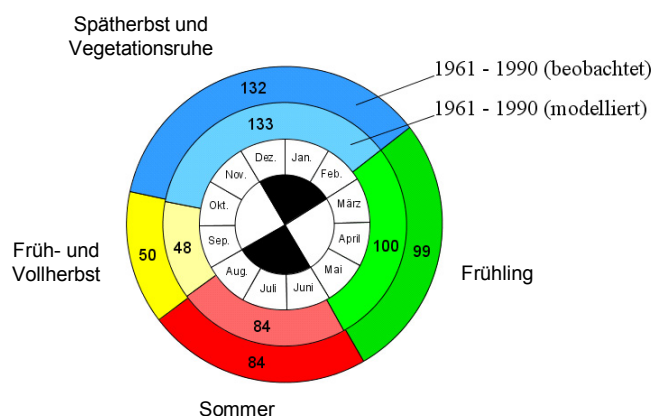 Spätherbst und
Vegetationsruhe
1961 - 1990 (beobachtet)
1961 - 1990 (modelliert)
132
133
Dez.
Jan.
Nov.
Feb.
Okt.
März
Sep.
April
Aug.
Mai
Juli
Juni
Früh- und
Vollherbst
50
48
100
99
Frühling
84
84
Sommer